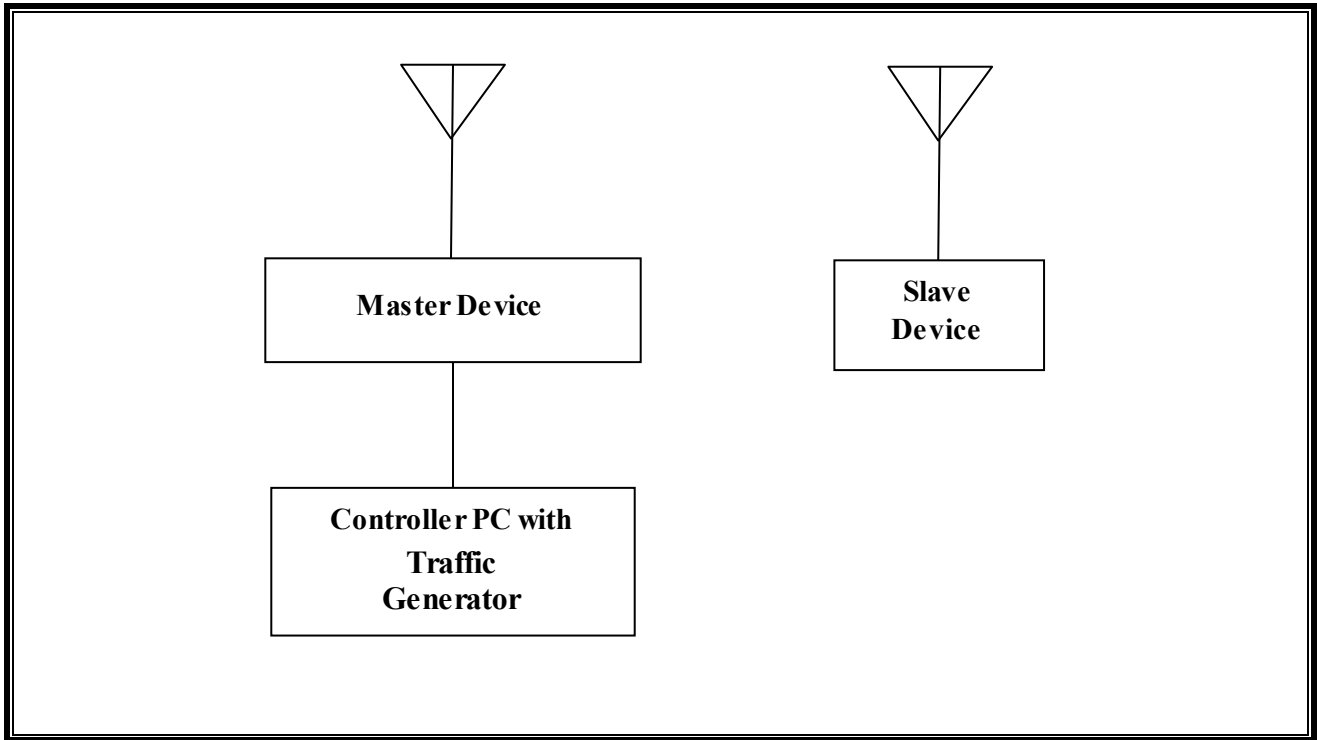 Master Device
Slave
Device
Controller PC with
Traffic
Generator